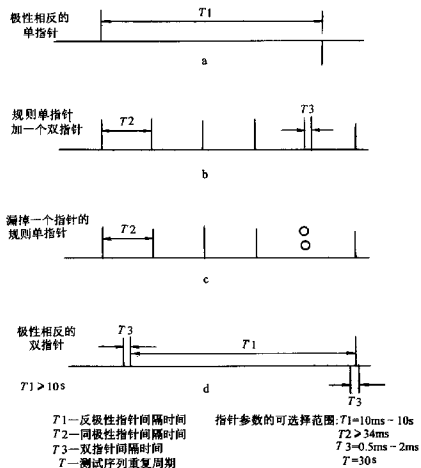 极性相反的
单指针
T1
a
规则单指针
加一个双指针
T2
T3
b
漏掉一个指针的
规则单指针
T2
c
极性相反的
双指针
T3
T1
T1≥10s
d
T3
T1—反极性指针间隔时间
T2—同极性指针间隔时间
T3—双指针间隔时间
T—测试序列重复周期
指针参数的可选择范围:T1=10ms~10s
T2≥34ms
T3=0.5ms~2ms
T=30s